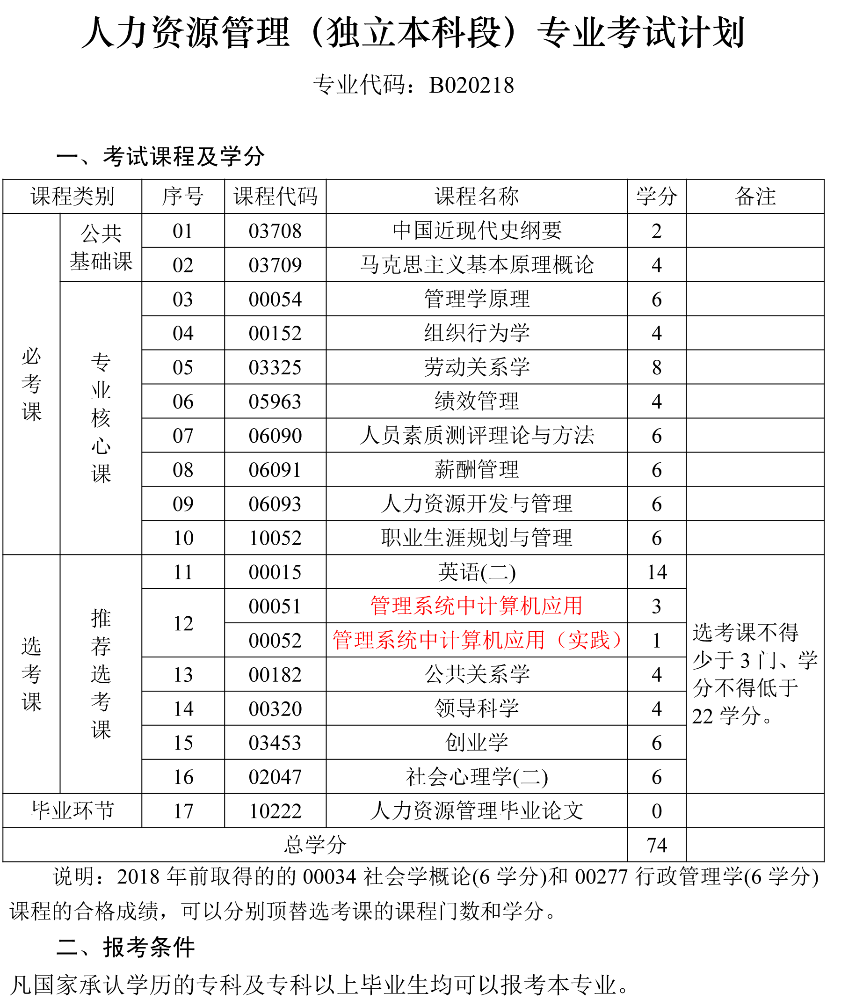 人力资源管理（独立本科段）专业考试计划
专业代码：B020218
一、考试课程及学分
课程类别 序号 课程代码 课程名称 学分 备注
必考课 公共基础课 01 03708 中国近现代史纲要 2
02 03709 马克思主义基本原理概论 4
专业核心课 03 00054 管理学原理 6
04 00152 组织行为学 4
05 03325 劳动关系学 8
06 05963 绩效管理 4
07 06090 人员素质测评理论与方法 6
08 06091 薪酬管理 6
09 06093 人力资源开发与管理 6
10 10052 职业生涯规划与管理 6
选考课 推荐选考课 11 00015 英语(二) 14 选考课不得少于3门、学分不得低于22学分。
12 00051 管理系统中计算机应用 3
00052 管理系统中计算机应用（实践） 1
13 00182 公共关系学 4
14 00320 领导科学 4
15 03453 创业学 6
16 02047 社会心理学(二) 6
毕业环节 17 10222 人力资源管理毕业论文 0
总学分 74
说明：2018年前取得的的00034社会学概论(6学分)和00277行政管理学(6学分)
课程的合格成绩，可以分别顶替选考课的课程门数和学分。
二、报考条件
凡国家承认学历的专科及专科以上毕业生均可以报考本专业。